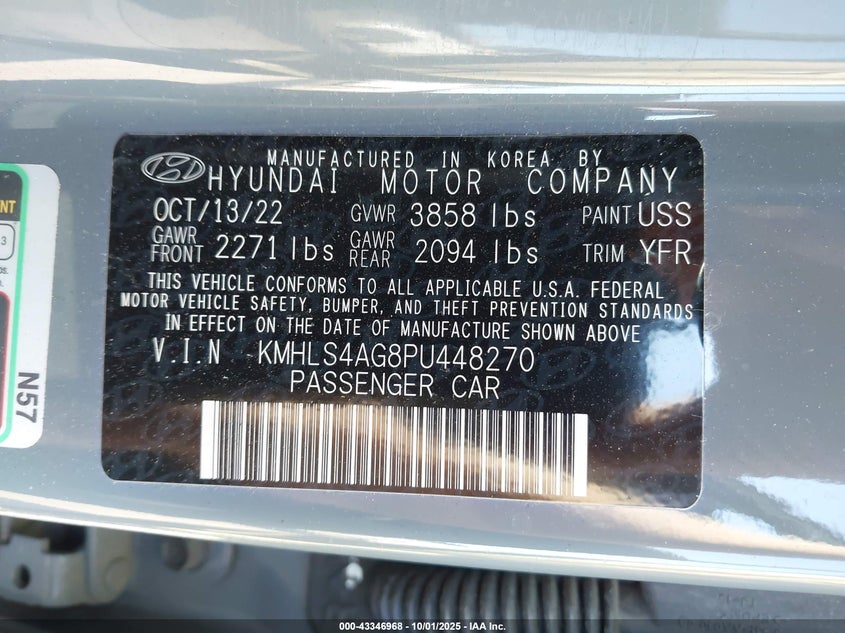 MANUFACTURED IN KOREA BY
HYUNDAI MOTOR COMPANY
OCT/13/22 GVWR 3858 lbs PAINT USS
GAWR FRONT 2271 lbs GAWR REAR 2094 lbs TRIM YFR
THIS VEHICLE CONFORMS TO ALL APPLICABLE U.S.A. FEDERAL
MOTOR VEHICLE SAFETY, BUMPER, AND THEFT PREVENTION STANDARDS
IN EFFECT ON THE DATE OF MANUFACTURE SHOWN ABOVE
V.I.N KMHLS4AG8PU448270
PASSENGER CAR
N57
000-43346968 - 10/01/2025 - IAA Inc.